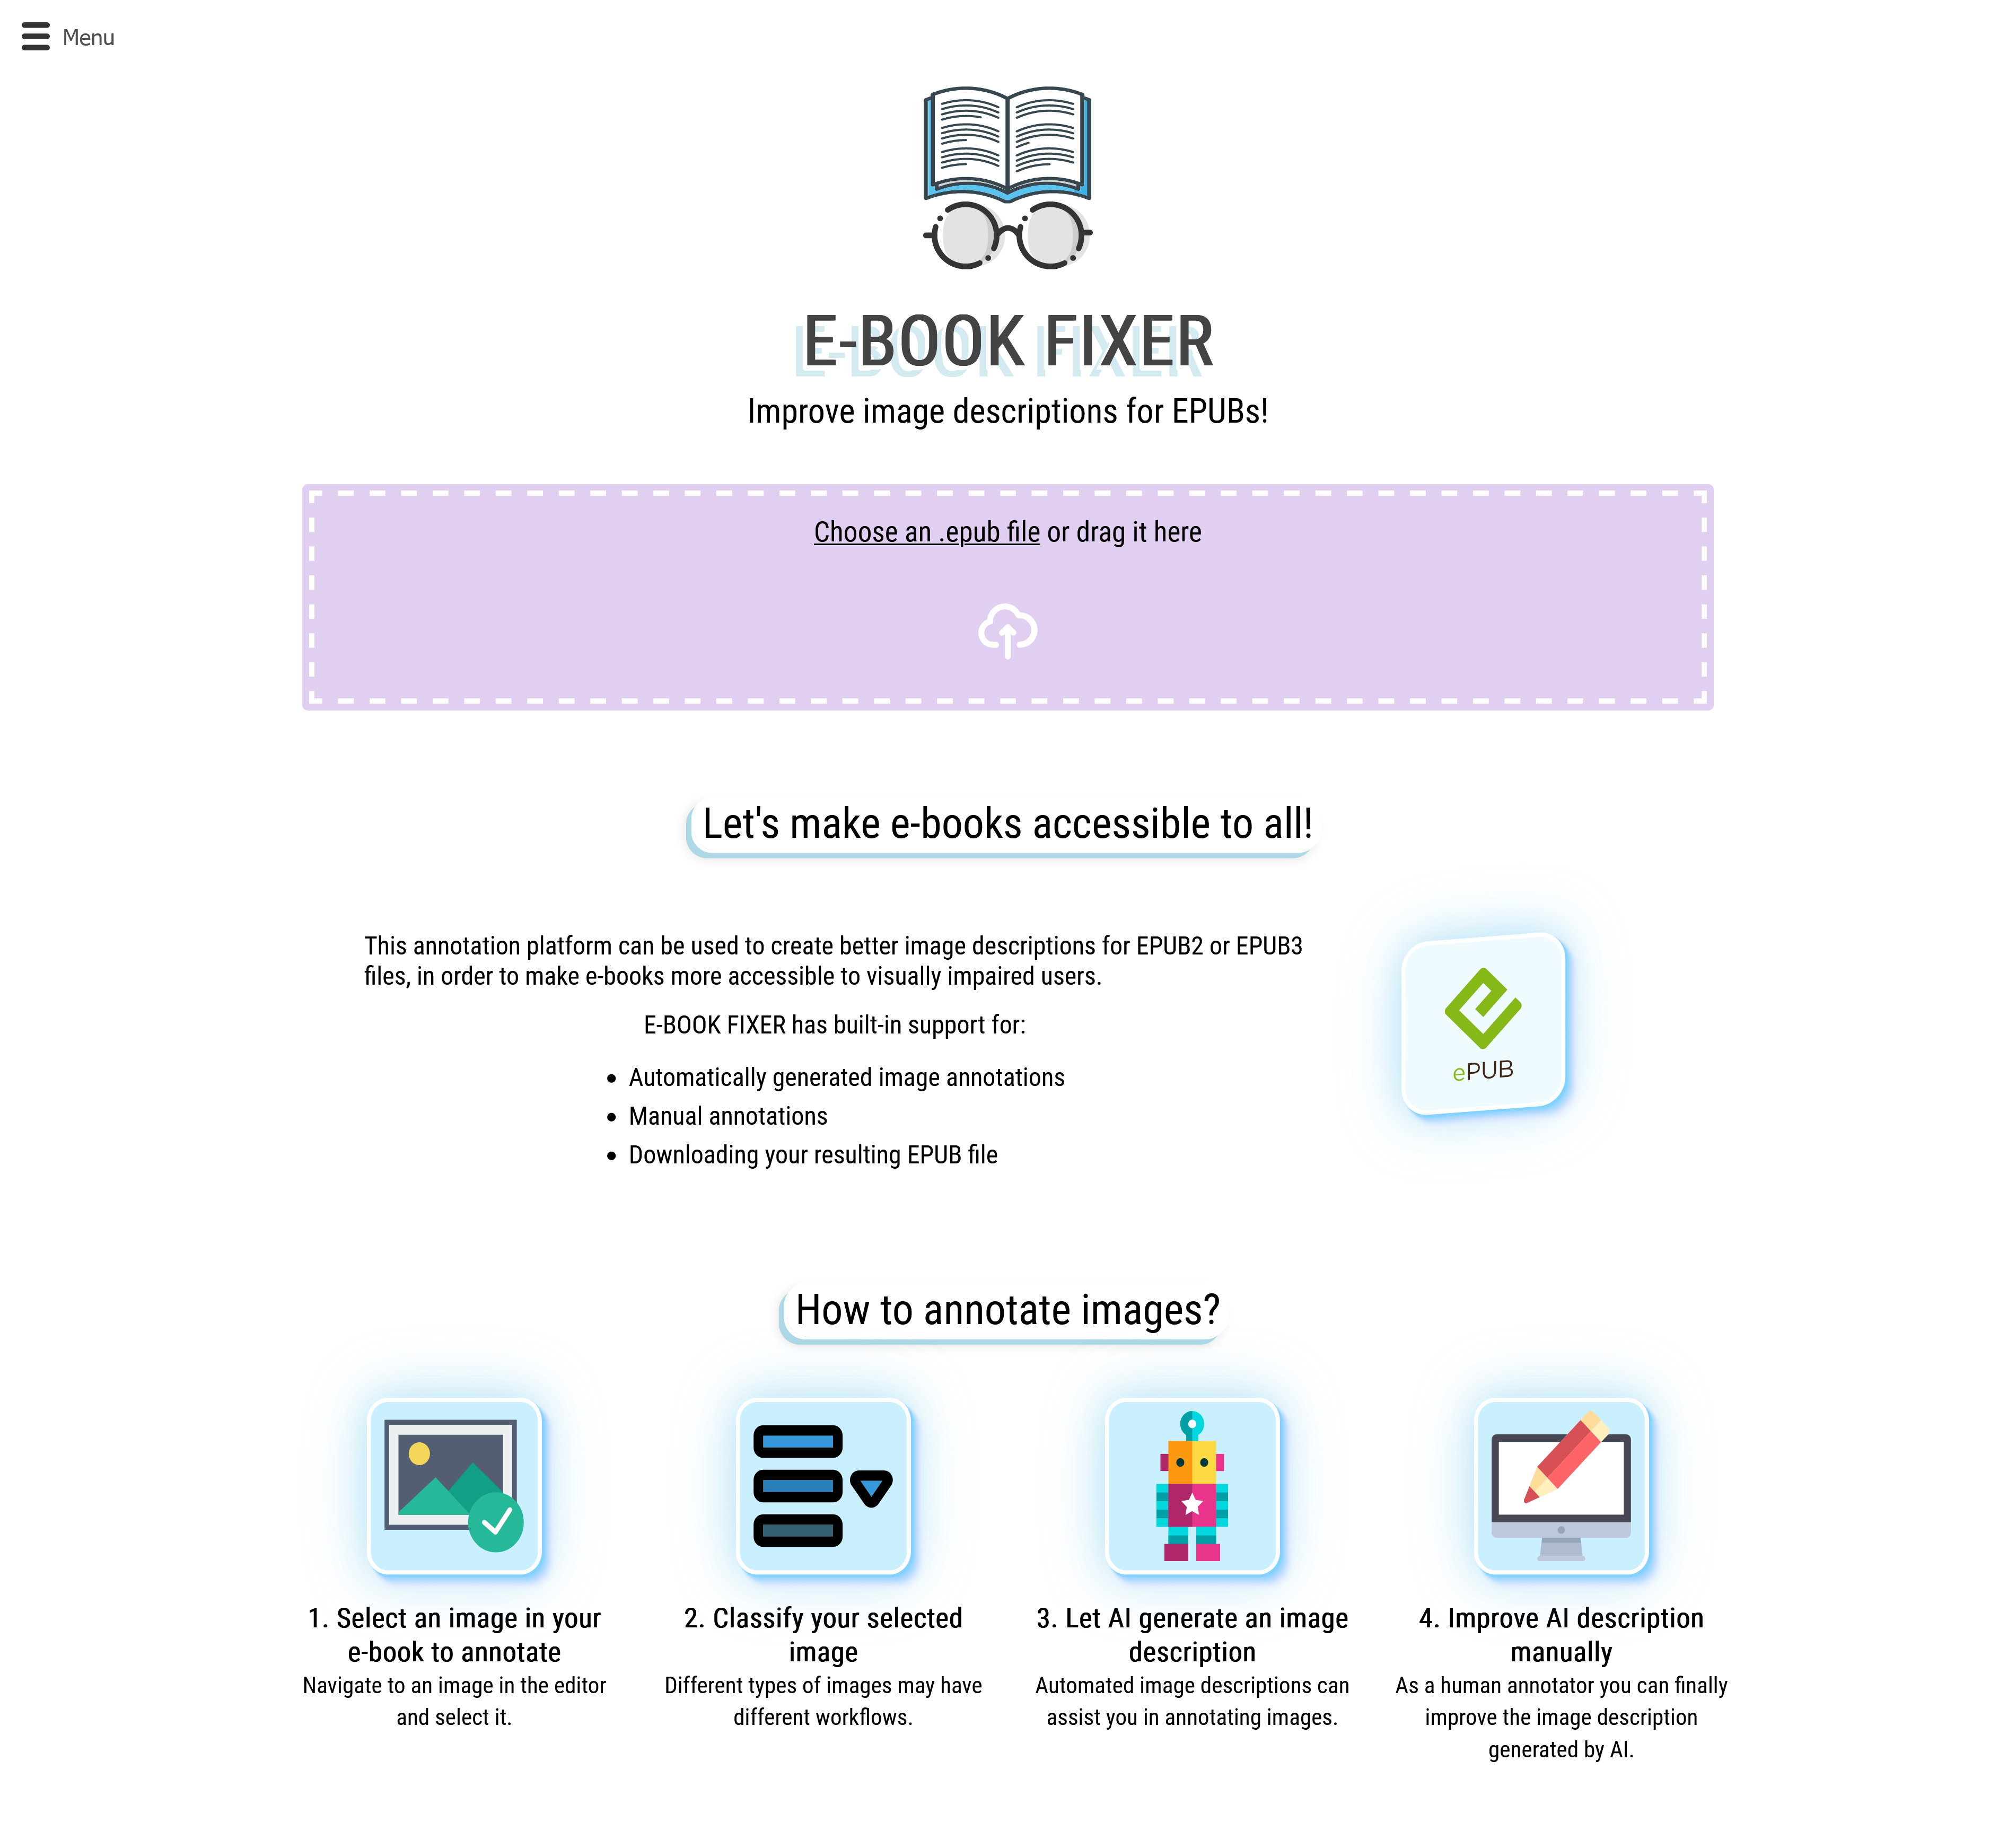 Menu
E-BOOK FIXER
Improve image descriptions for EPUBs!
Choose an .epub file or drag it here
Let's make e-books accessible to all!
This annotation platform can be used to create better image descriptions for EPUB2 or EPUB3
files, in order to make e-books more accessible to visually impaired users.
E-BOOK FIXER has built-in support for:
• Automatically generated image annotations
• Manual annotations
• Downloading your resulting EPUB file
ePUB
How to annotate images?
1. Select an image in your
e-book to annotate
Navigate to an image in the editor
and select it.
2. Classify your selected
image
Different types of images may have
different workflows.
3. Let AI generate an image
description
Automated image descriptions can
assist you in annotating images.
4. Improve AI description
manually
As a human annotator you can finally
improve the image description
generated by AI.